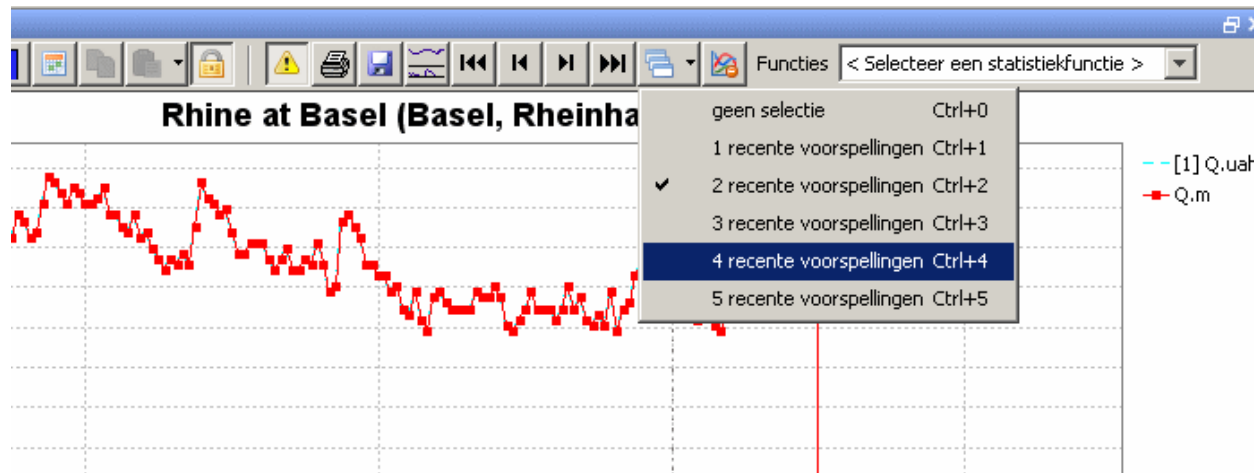 Functies < Selecteer een statistiekfunctie >
Rhine at Basel (Basel, Rheinha
geen selectie Ctrl+0
1 recente voorspellingen Ctrl+1
2 recente voorspellingen Ctrl+2
3 recente voorspellingen Ctrl+3
4 recente voorspellingen Ctrl+4
5 recente voorspellingen Ctrl+5
[1] Q.uah
Q.m